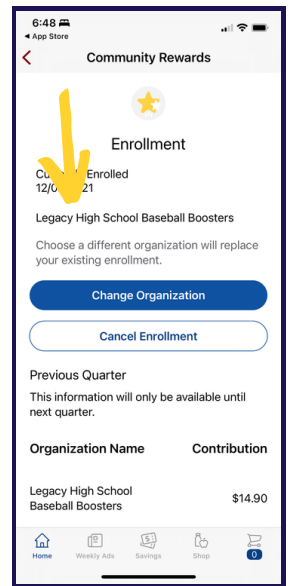 6:48
◄ App Store
Community Rewards
Enrollment
Enrolled
12/0 21
Legacy High School Baseball Boosters
Choose a different organization will replace
your existing enrollment.
Change Organization
Cancel Enrollment
Previous Quarter
This information will only be available until
next quarter.
Organization Name Contribution
Legacy High School
Baseball Boosters
$14.90
Home Weekly Ads Savings Shop 0